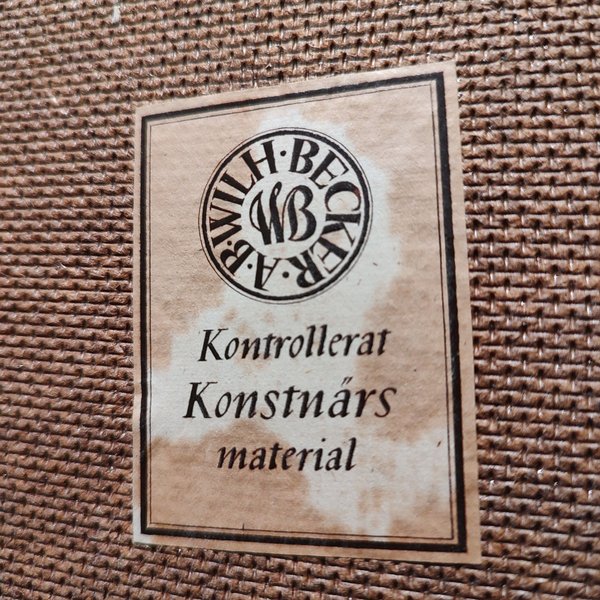 A·B·WILH·BECKER·
WB
Kontrollerat
Konstnärs
material